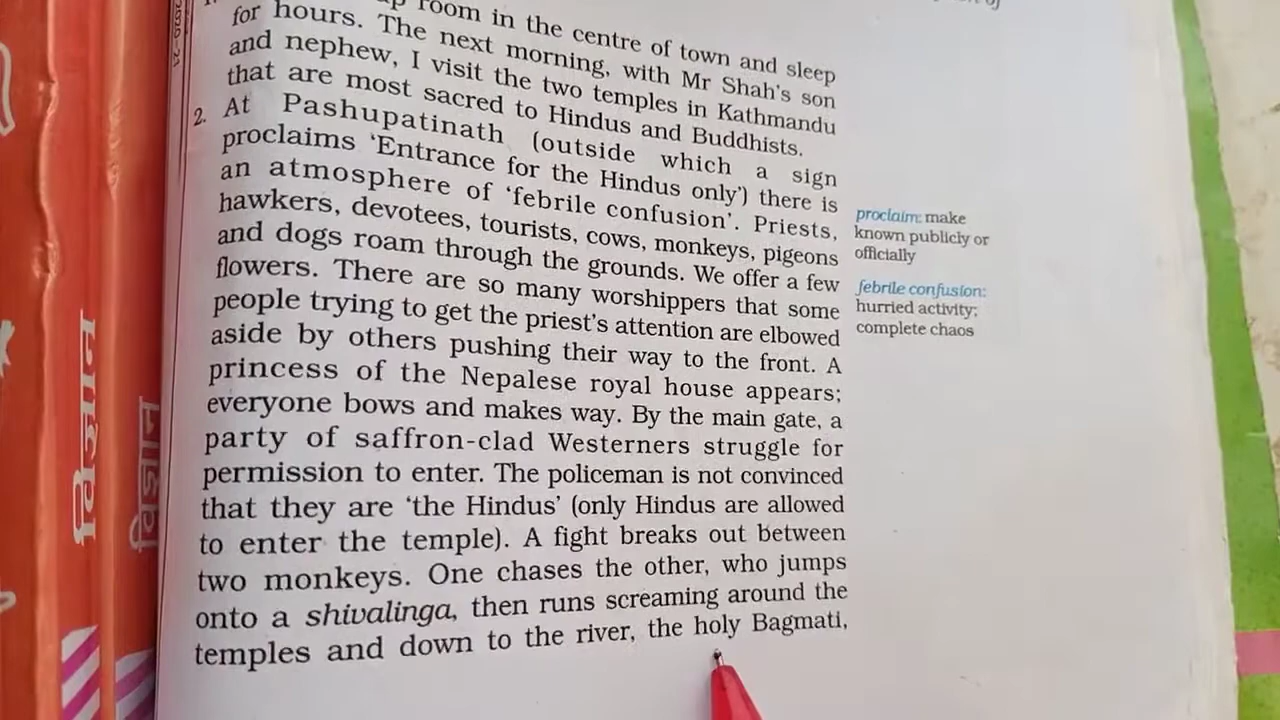 room in the centre of town and sleep
for hours. The next morning, with Mr Shah's son
and nephew, I visit the two temples in Kathmandu
that are most sacred to Hindus and Buddhists.
2. At Pashupatinath (outside which a sign
proclaims 'Entrance for the Hindus only') there is
an atmosphere of 'febrile confusion'. Priests,
hawkers, devotees, tourists, cows, monkeys, pigeons
and dogs roam through the grounds. We offer a few
flowers. There are so many worshippers that some
people trying to get the priest's attention are elbowed
aside by others pushing their way to the front. A
princess of the Nepalese royal house appears;
everyone bows and makes way. By the main gate, a
party of saffron-clad Westerners struggle for
permission to enter. The policeman is not convinced
that they are 'the Hindus' (only Hindus are allowed
to enter the temple). A fight breaks out between
two monkeys. One chases the other, who jumps
onto a shivalinga, then runs screaming around the
temples and down to the river, the holy Bagmati,
proclaim: make
known publicly or
officially
febrile confusion:
hurried activity;
complete chaos
विज्ञान
विज्ञान